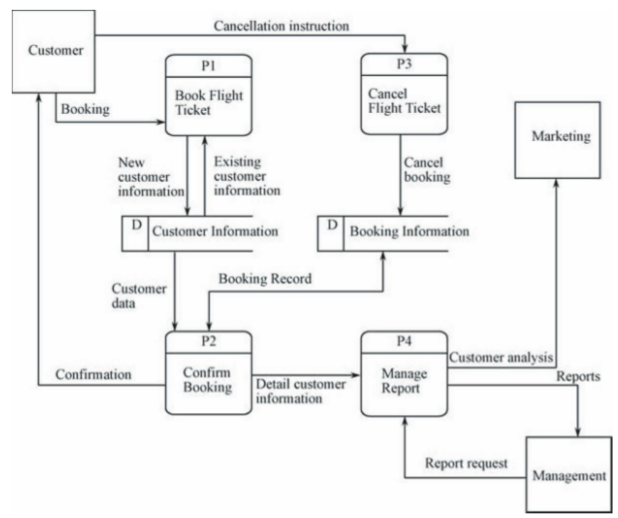 Cancellation instruction
Customer
P1
P3
Book Flight
Ticket
Cancel
Flight Ticket
Booking
Marketing
New
customer
information
Existing
customer
information
Cancel
booking
D
Customer Information
D
Booking Information
Booking Record
Customer
data
P2
P4
Customer analysis
Confirmation
Confirm
Booking
Detail customer
information
Manage
Report
Reports
Report request
Management